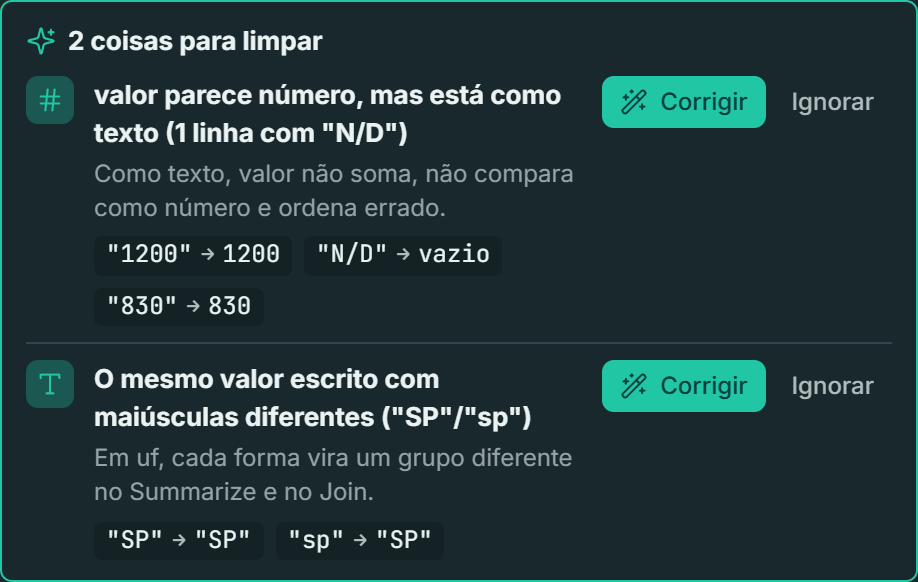 2 coisas para limpar
# valor parece número, mas está como
texto (1 linha com "N/D")
Corrigir
Ignorar
Como texto, valor não soma, não compara
como número e ordena errado.
"1200" → 1200 "N/D" → vazio
"830" → 830
T O mesmo valor escrito com
maiúsculas diferentes ("SP"/"sp")
Corrigir
Ignorar
Em uf, cada forma vira um grupo diferente
no Summarize e no Join.
"SP" → "SP" "sp" → "SP"